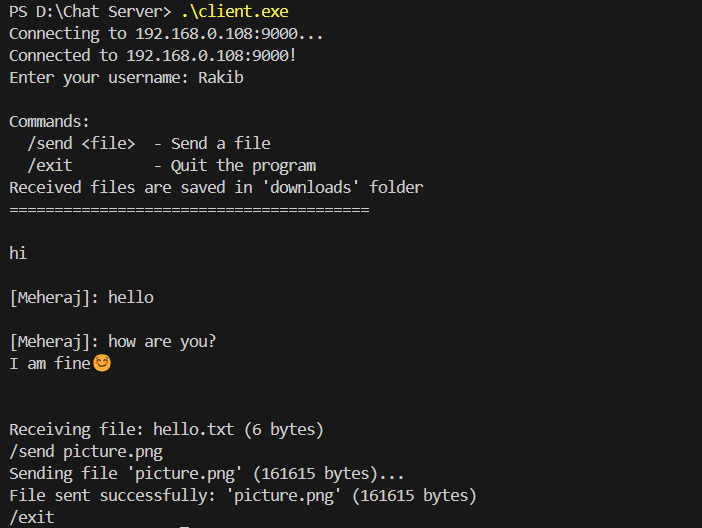 PS D:\Chat Server> .\client.exe
Connecting to 192.168.0.108:9000...
Connected to 192.168.0.108:9000!
Enter your username: Rakib
Commands:
  /send <file>  - Send a file
  /exit         - Quit the program
Received files are saved in 'downloads' folder
========================================
hi
[Meheraj]: hello
[Meheraj]: how are you?
I am fine😊
Receiving file: hello.txt (6 bytes)
/send picture.png
Sending file 'picture.png' (161615 bytes)...
File sent successfully: 'picture.png' (161615 bytes)
/exit